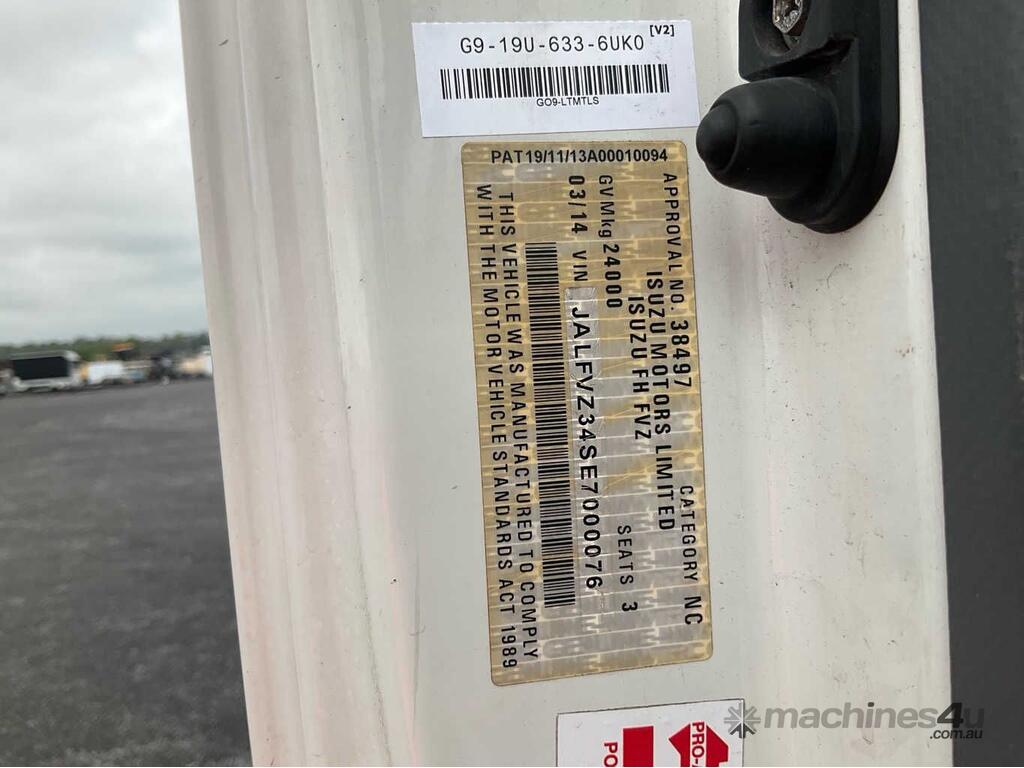 G9-19U-633-6UK0 [V2]
GO9-LTMTLS
PAT19/11/13A00010094
APPROVAL NO. 38497 CATEGORY NC
ISUZU MOTORS LIMITED
ISUZU FH FVZ
GVMkg 24000 SEATS 3
03/14 VIN JALFVZ34SE7000076
THIS VEHICLE WAS MANUFACTURED TO COMPLY
WITH THE MOTOR VEHICLE STANDARDS ACT 1989
PRO-
PO
machines4u
.com.au